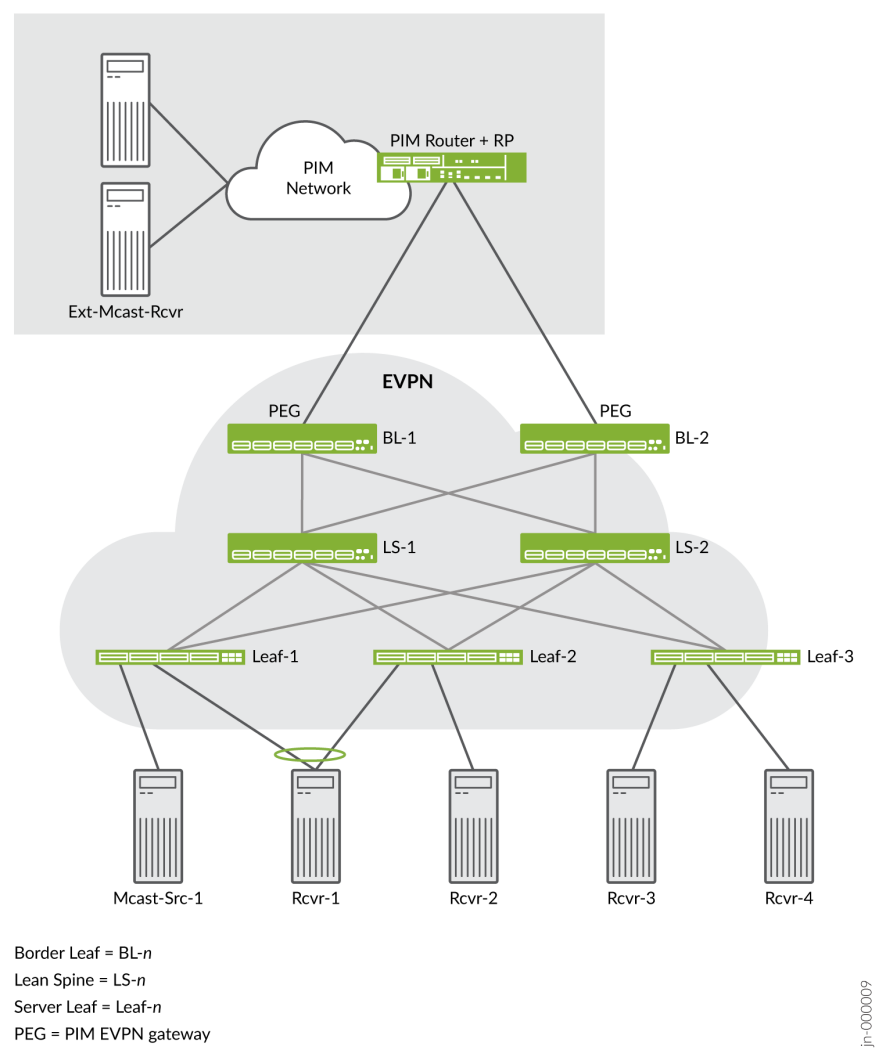 PIM Router + RP
PIM
Network
Ext-Mcast-Rcvr
EVPN
PEG
PEG
BL-1
BL-2
LS-1
LS-2
Leaf-1
Leaf-2
Leaf-3
Mcast-Src-1
Rcvr-1
Rcvr-2
Rcvr-3
Rcvr-4
Border Leaf = BL-n
Lean Spine = LS-n
Server Leaf = Leaf-n
PEG = PIM EVPN gateway
jn-000009